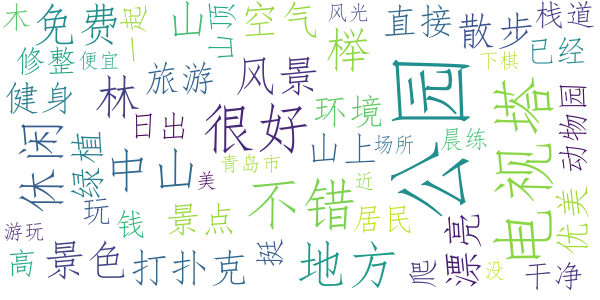 木
免费
一起
山
山顶
空气
风光
直接
散步
栈道
修整
便宜
榉
下棋
已经
健身
林
旅游
风景
公园
电视塔
动物园
休闲
绿植
日出
很好
环境
晨练
中山
山上
场所
青岛市
美
近
不错
优美
玩
钱
景点
居民
漂亮
游玩
高
景色
打扑克
挺
地方
爬
没
干净